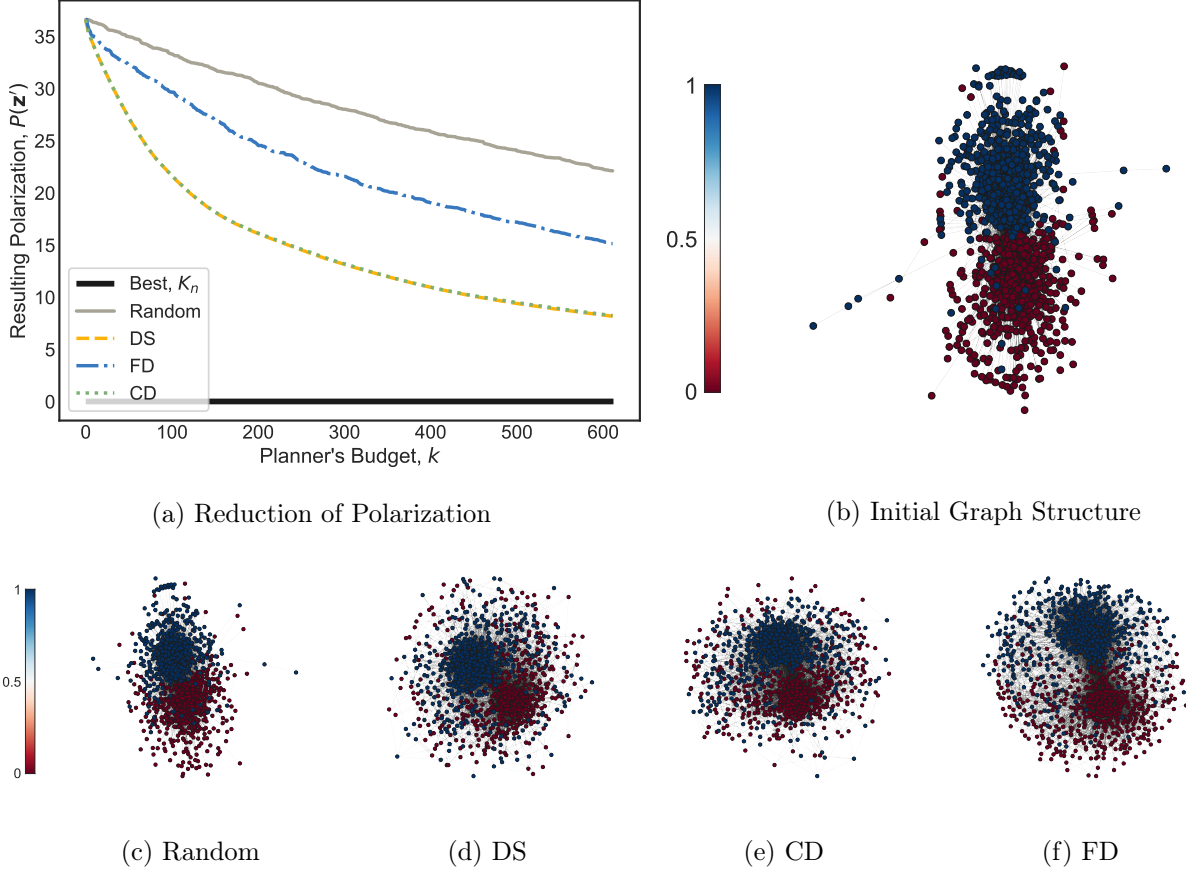 Resulting Polarization, P(z′)
35
30
25
20
15
10
5
0
Best, Kₙ
Random
DS
FD
CD
0 100 200 300 400 500 600
Planner's Budget, k
(a) Reduction of Polarization
1
0.5
0
(b) Initial Graph Structure
1
0.5
0
(c) Random
(d) DS
(e) CD
(f) FD